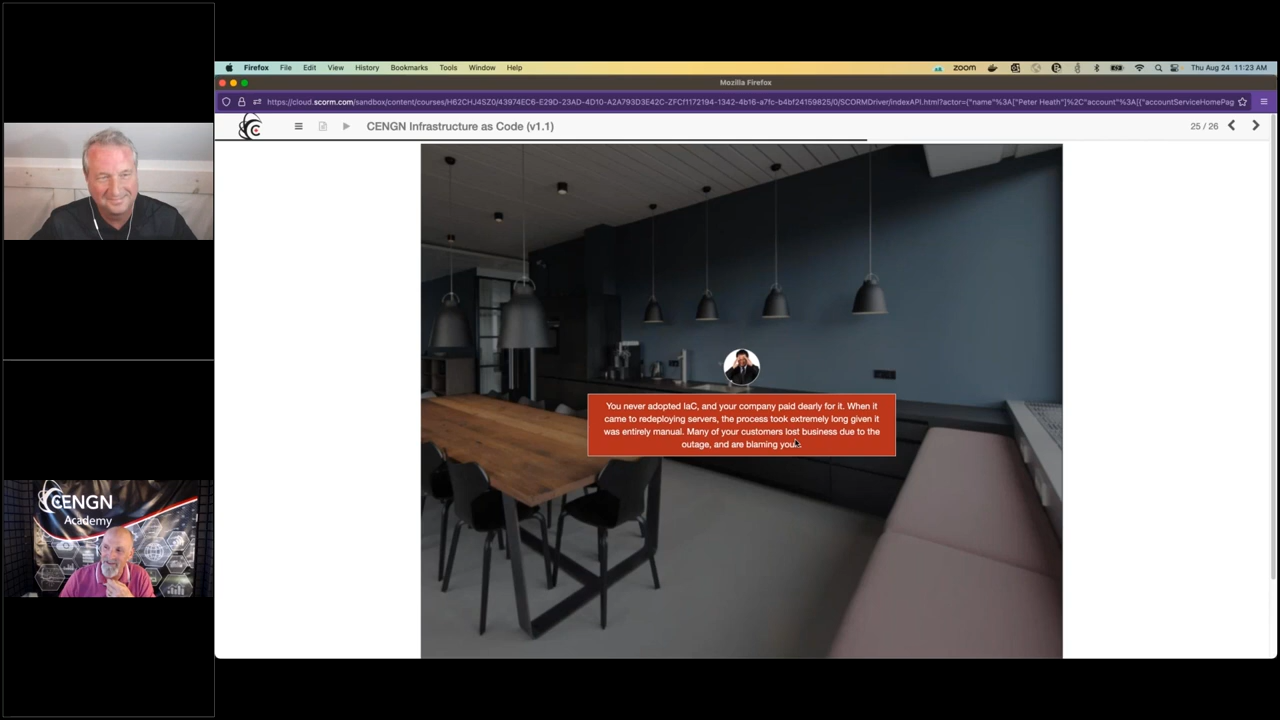 Firefox File Edit View History Bookmarks Tools Window Help zoom Thu Aug 24 11:23 AM
Mozilla Firefox
CENGN Infrastructure as Code (v1.1) 25 / 26
You never adopted IaC, and your company paid dearly for it. When it
came to redeploying servers, the process took extremely long given it
was entirely manual. Many of your customers lost business due to the
outage, and are blaming you.
CENGN
Academy